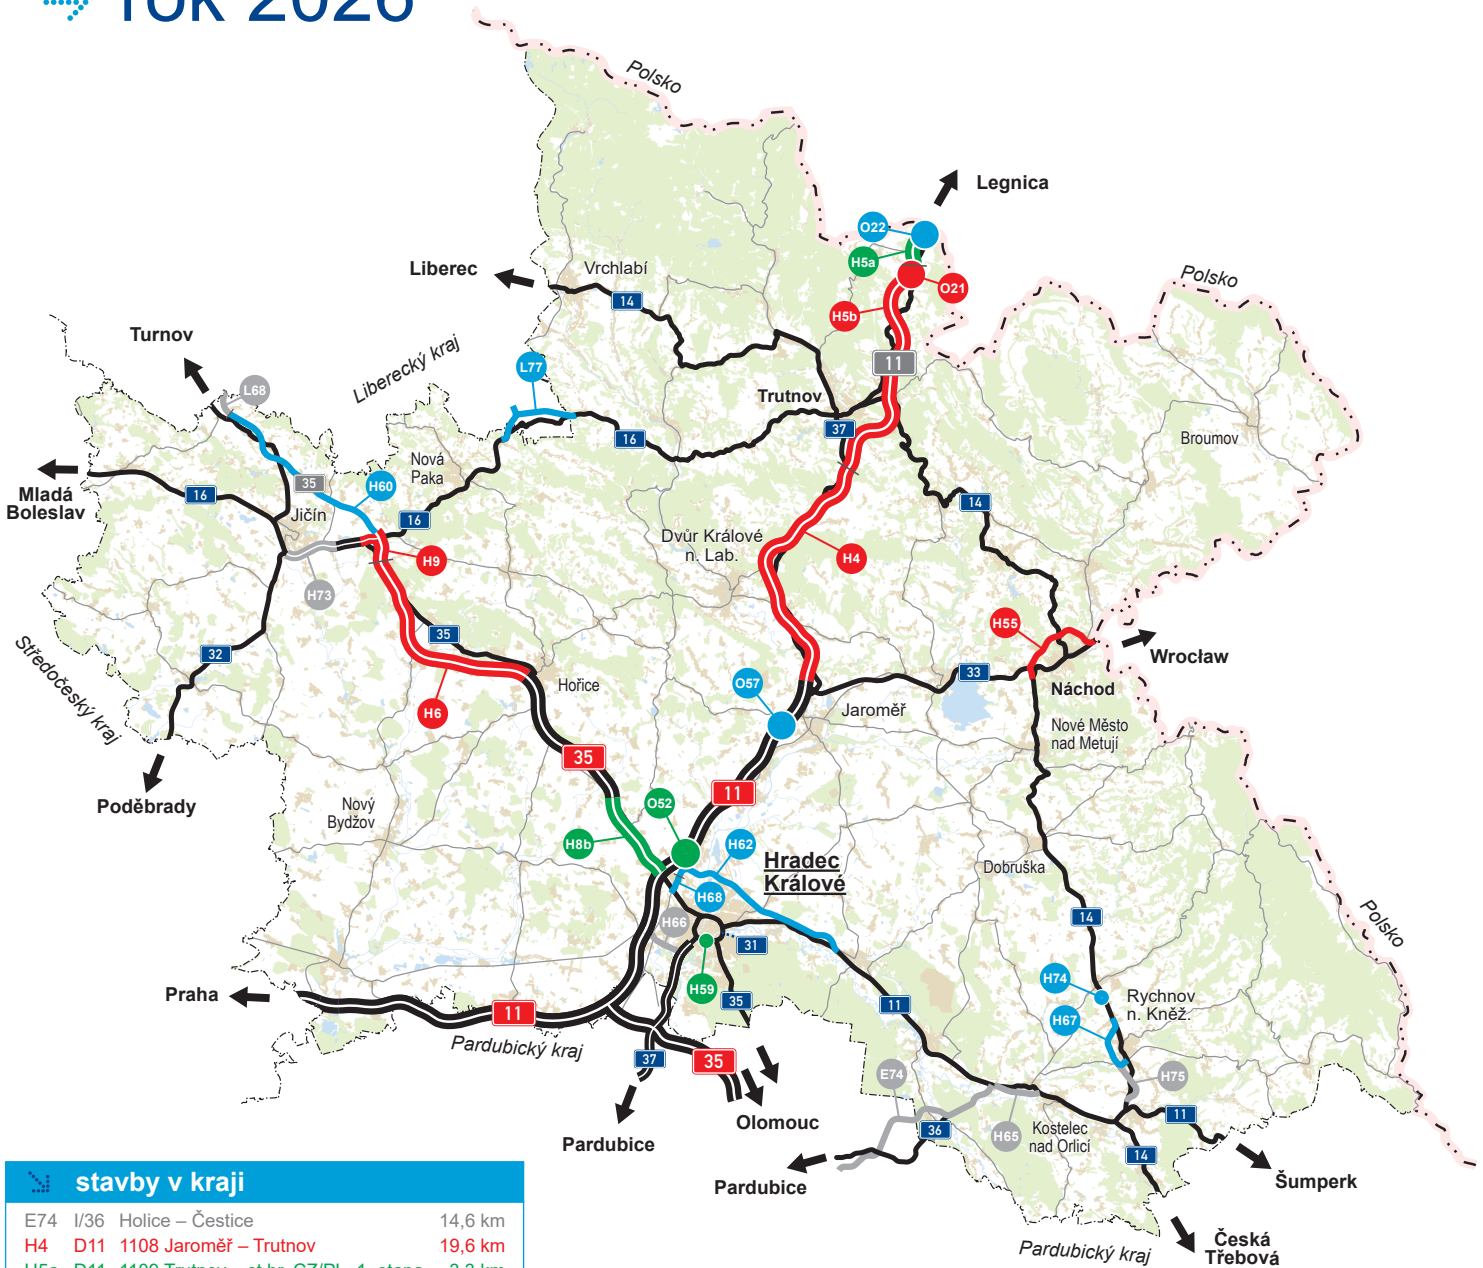 rok 2026
Polsko
Legnica
O22
H5a
O21
Liberec
Vrchlabí
14
Polsko
H5b
Turnov
Liberecký kraj
L77
11
L68
Trutnov
37
16
Broumov
Nová
Paka
Mladá
Boleslav
16
35
H60
Jičín
16
14
Dvůr Králové
n. Lab.
H9
H4
H73
H55
35
32
Wrocław
33
Středočeský kraj
Hořice
O57
Náchod
H6
Jaroměř
Nové Město
nad Metují
35
11
Poděbrady
Nový
Bydžov
O52
H8b
H62
Hradec
Králové
Dobruška
H68
H66
14
Polsko
31
H74
H59
Praha
35
11
Rychnov
n. Kněž.
11
H67
Pardubický kraj
37
35
E74
H75
Olomouc
11
Kostelec
nad Orlicí
36
H65
Pardubice
14
Pardubice
Šumperk
Česká
Třebová
Pardubický kraj
stavby v kraji
E74 I/36 Holice – Čestice 14,6 km
H4 D11 1108 Jaroměř – Trutnov 19,6 km